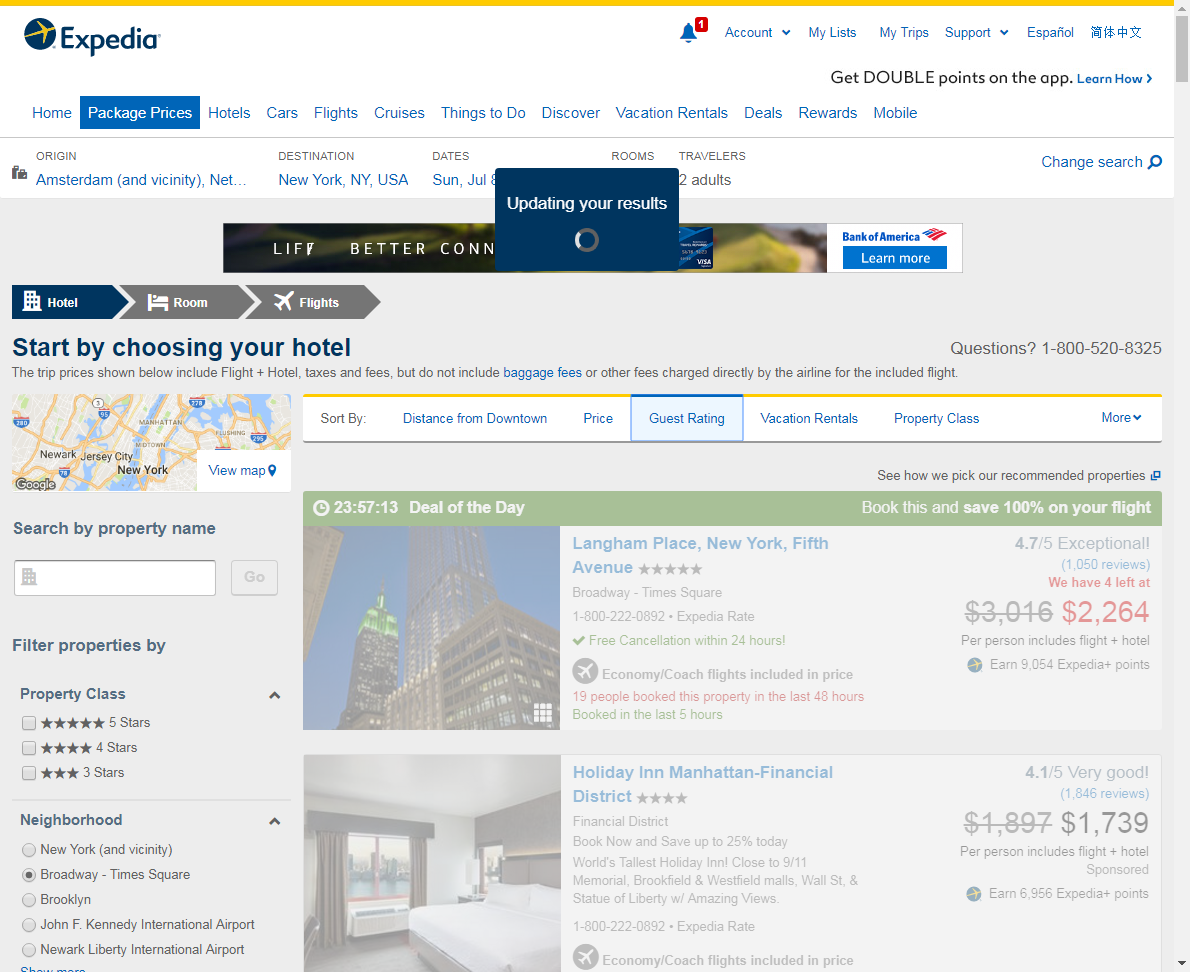 Expedia
1
Account
My Lists
My Trips
Support
Español
简体中文
Get DOUBLE points on the app. Learn How
Home
Package Prices
Hotels
Cars
Flights
Cruises
Things to Do
Discover
Vacation Rentals
Deals
Rewards
Mobile
ORIGIN
Amsterdam (and vicinity), Net...
DESTINATION
New York, NY, USA
DATES
Sun, Jul
ROOMS
TRAVELERS
2 adults
Change search
Updating your results
BETTER CONN
VISA
Bank of America
Learn more
Hotel
Room
Flights
Start by choosing your hotel
Questions? 1-800-520-8325
The trip prices shown below include Flight + Hotel, taxes and fees, but do not include baggage fees or other fees charged directly by the airline for the included flight.
3
278
95
280
MANHATTAN
FLUSHING
295
MIDTOWN
Newark
Jersey City
78
New York
Google
View map
Sort By:
Distance from Downtown
Price
Guest Rating
Vacation Rentals
Property Class
More
See how we pick our recommended properties
Search by property name
Go
Filter properties by
Property Class
★★★★★ 5 Stars
★★★★ 4 Stars
★★★ 3 Stars
Neighborhood
New York (and vicinity)
Broadway - Times Square
Brooklyn
John F. Kennedy International Airport
Newark Liberty International Airport
Show more
23:57:13 Deal of the Day
Book this and save 100% on your flight
Langham Place, New York, Fifth
Avenue ★★★★★
Broadway - Times Square
1-800-222-0892 • Expedia Rate
Free Cancellation within 24 hours!
Economy/Coach flights included in price
19 people booked this property in the last 48 hours
Booked in the last 5 hours
4.7/5 Exceptional!
(1,050 reviews)
We have 4 left at
$3,016 $2,264
Per person includes flight + hotel
Earn 9,054 Expedia+ points
Holiday Inn Manhattan-Financial
District ★★★★
Financial District
Book Now and Save up to 25% today
World's Tallest Holiday Inn! Close to 9/11
Memorial, Brookfield & Westfield malls, Wall St, &
Statue of Liberty w/ Amazing Views.
1-800-222-0892 • Expedia Rate
Economy/Coach flights included in price
4.1/5 Very good!
(1,846 reviews)
$1,897 $1,739
Per person includes flight + hotel
Sponsored
Earn 6,956 Expedia+ points